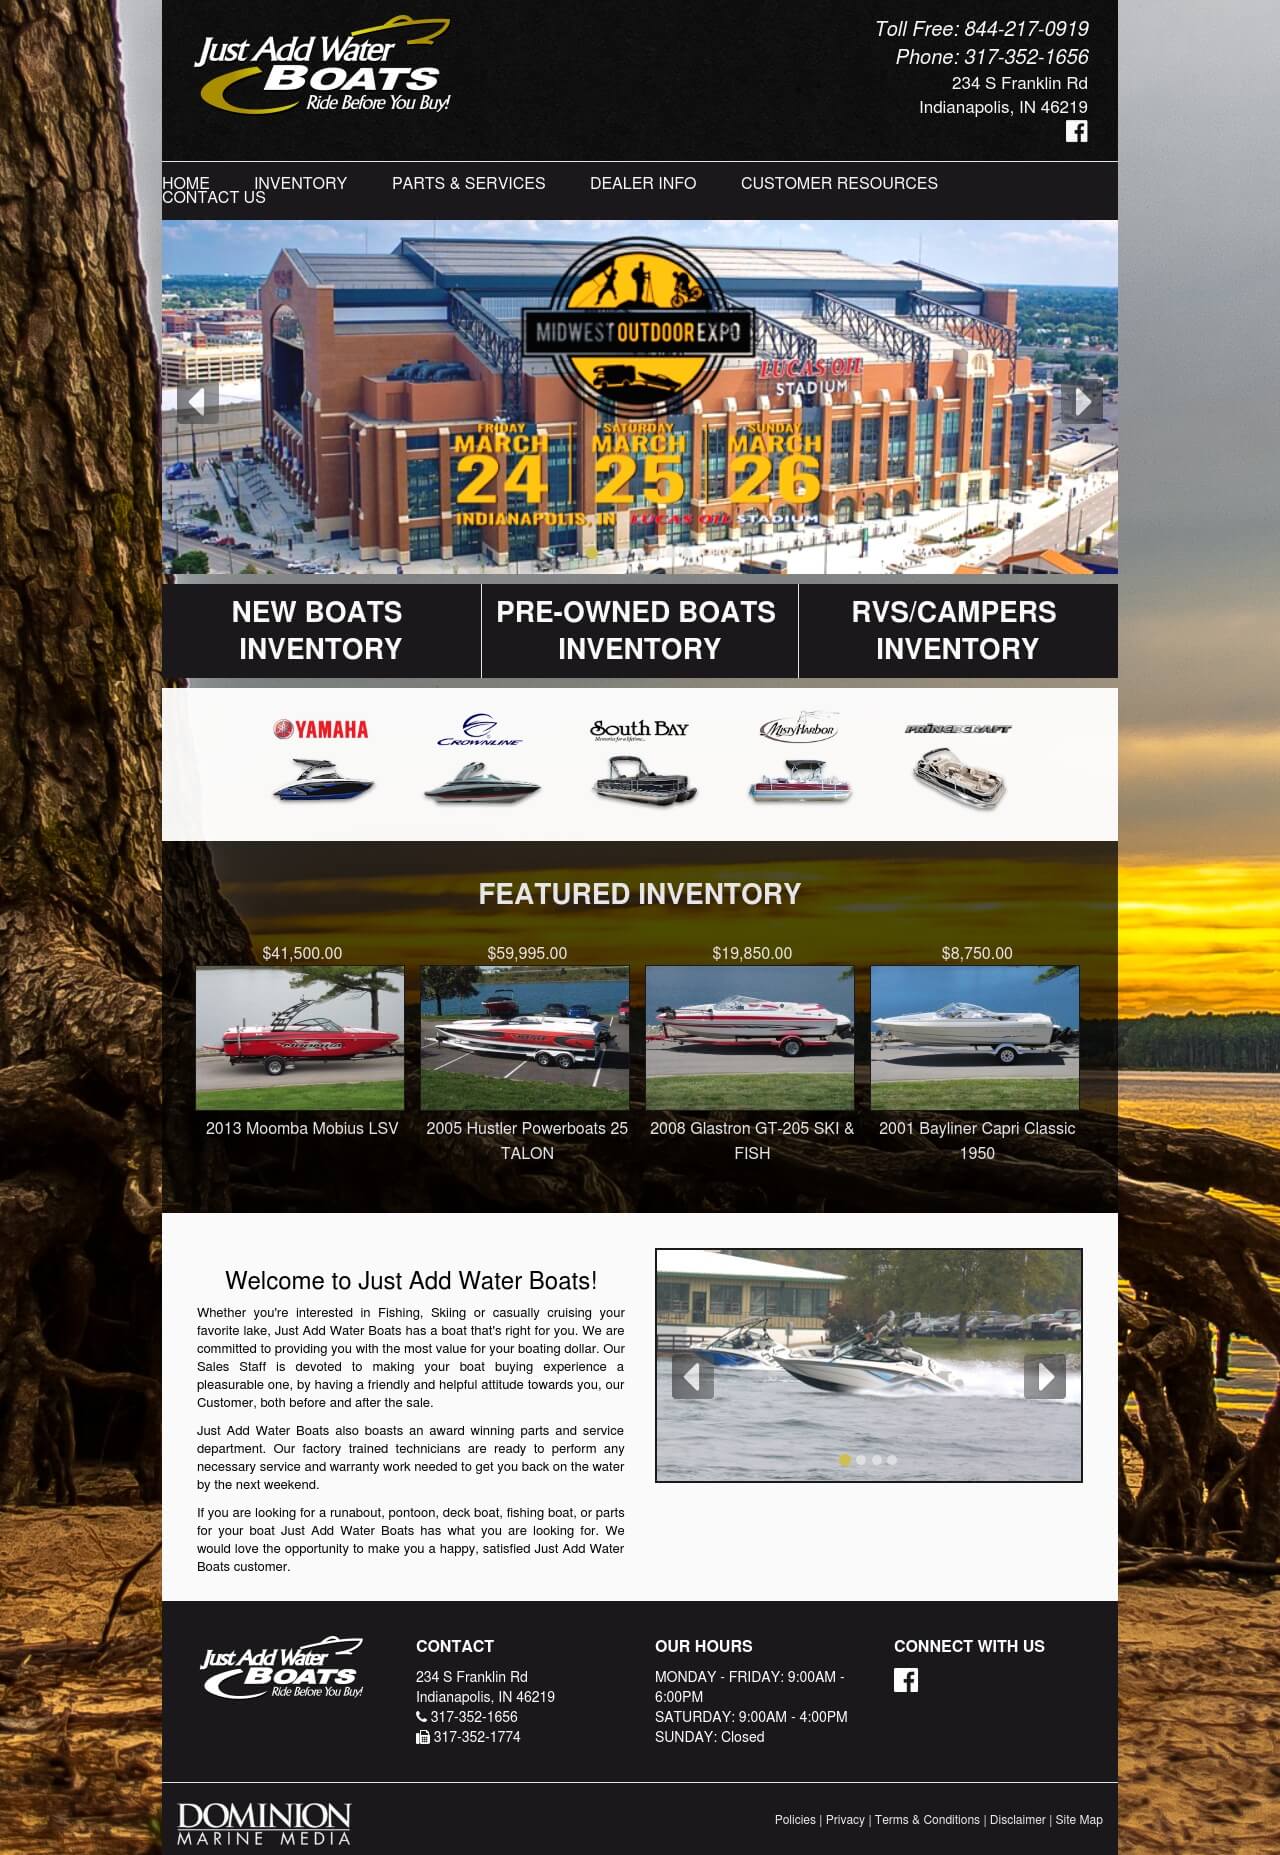 Just Add Water
BOATS
Ride Before You Buy!
Toll Free: 844-217-0919
Phone: 317-352-1656
234 S Franklin Rd
Indianapolis, IN 46219
HOME INVENTORY PARTS & SERVICES DEALER INFO CUSTOMER RESOURCES
CONTACT US
MIDWEST OUTDOOR EXPO
LUCAS OIL
STADIUM
FRIDAY SATURDAY SUNDAY
MARCH MARCH MARCH
24 25 26
INDIANAPOLIS, IN LUCAS OIL STADIUM
NEW BOATS
INVENTORY
PRE-OWNED BOATS
INVENTORY
RVS/CAMPERS
INVENTORY
YAMAHA
CROWNLINE
South Bay
Memories for a lifetime...
MistyHarbor
PRINCECRAFT
FEATURED INVENTORY
$41,500.00
2013 Moomba Mobius LSV
$59,995.00
2005 Hustler Powerboats 25
TALON
$19,850.00
2008 Glastron GT-205 SKI &
FISH
$8,750.00
2001 Bayliner Capri Classic
1950
Welcome to Just Add Water Boats!
Whether you're interested in Fishing, Skiing or casually cruising your
favorite lake, Just Add Water Boats has a boat that's right for you. We are
committed to providing you with the most value for your boating dollar. Our
Sales Staff is devoted to making your boat buying experience a
pleasurable one, by having a friendly and helpful attitude towards you, our
Customer, both before and after the sale.
Just Add Water Boats also boasts an award winning parts and service
department. Our factory trained technicians are ready to perform any
necessary service and warranty work needed to get you back on the water
by the next weekend.
If you are looking for a runabout, pontoon, deck boat, fishing boat, or parts
for your boat Just Add Water Boats has what you are looking for. We
would love the opportunity to make you a happy, satisfied Just Add Water
Boats customer.
Just Add Water
BOATS
Ride Before You Buy!
CONTACT
234 S Franklin Rd
Indianapolis, IN 46219
317-352-1656
317-352-1774
OUR HOURS
MONDAY - FRIDAY: 9:00AM -
6:00PM
SATURDAY: 9:00AM - 4:00PM
SUNDAY: Closed
CONNECT WITH US
DOMINION
MARINE MEDIA
Policies | Privacy | Terms & Conditions | Disclaimer | Site Map